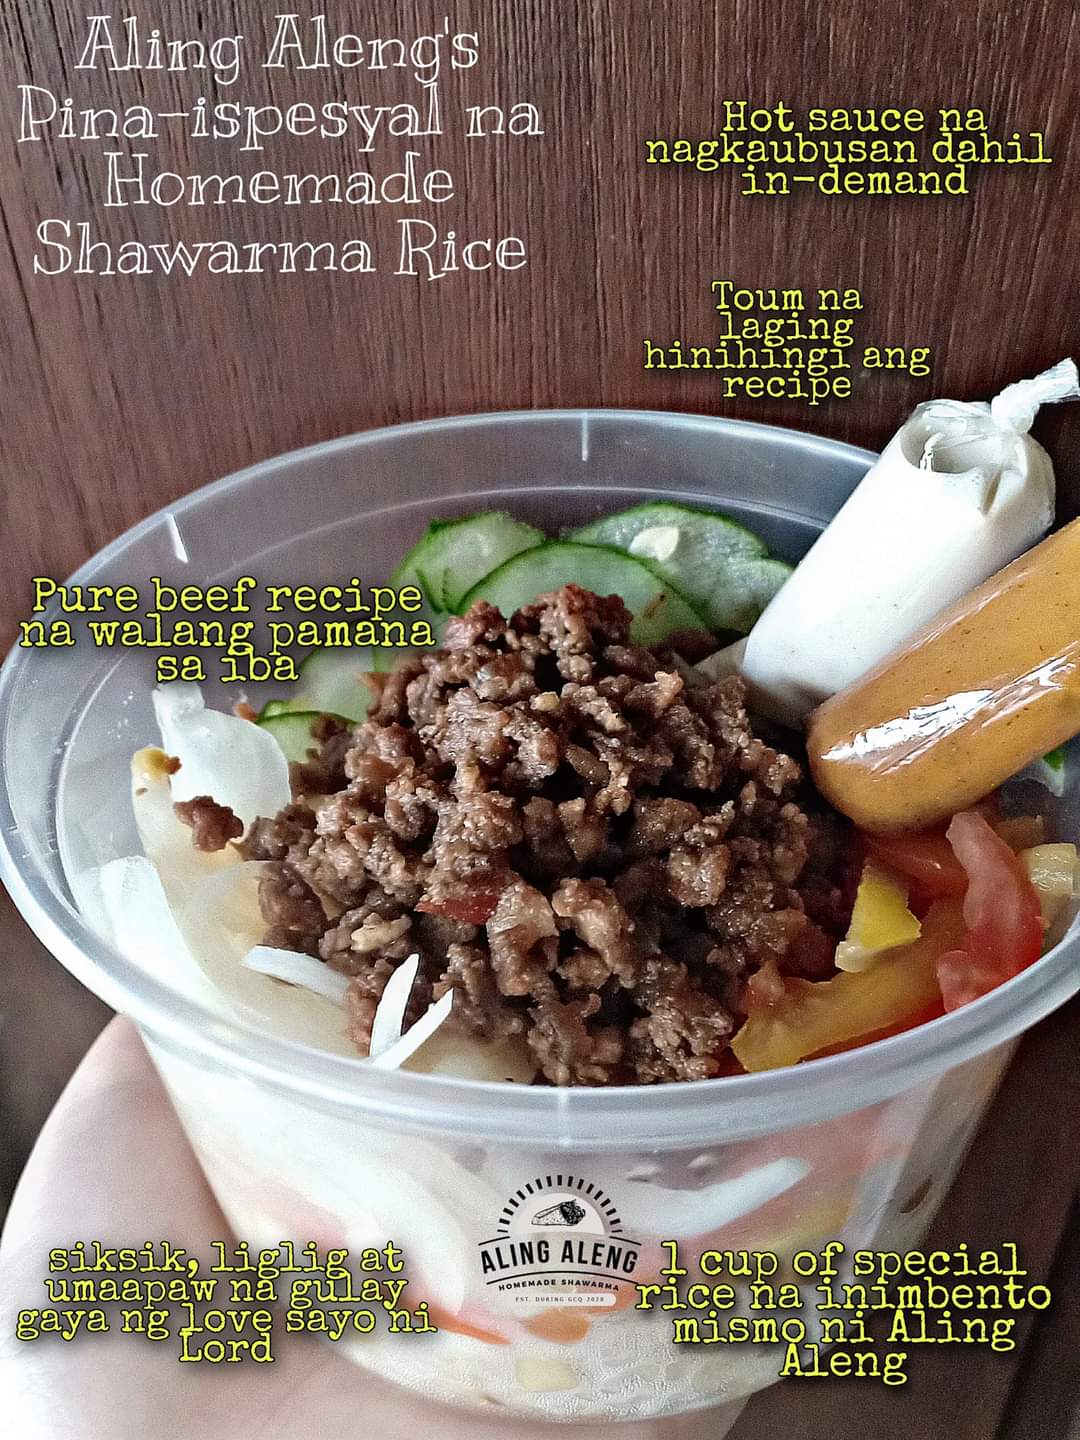 Aling Aleng's
Pina-ispesyal na
Homemade
Shawarma Rice
Hot sauce na
nagkaubusan dahil
in-demand
Toum na
laging
hinihingi ang
recipe
Pure beef recipe
na walang pamana
sa iba
siksik, liglig at
umaapaw na gulay
gaya ng love sayo ni
Lord
ALING ALENG
HOMEMADE SHAWARMA
EST. DURING GCQ 2020
1 cup of special
rice na inimbento
mismo ni Aling
Aleng